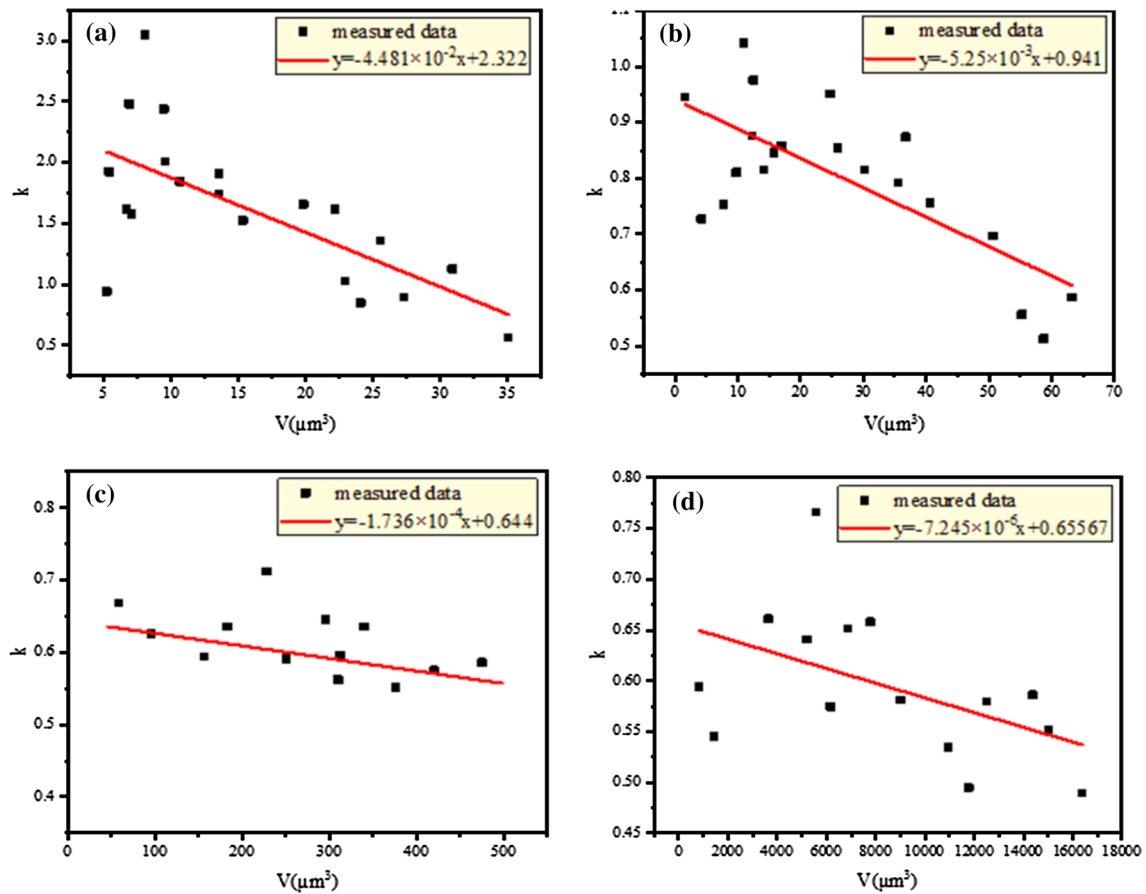 (a)
measured data
y=-4.481×10⁻²x+2.322
3.0
2.5
2.0
1.5
1.0
0.5
k
5 10 15 20 25 30 35
V(µm³)
(b)
measured data
y=-5.25×10⁻³x+0.941
1.1
1.0
0.9
0.8
0.7
0.6
0.5
k
0 10 20 30 40 50 60 70
V(µm³)
(c)
measured data
y=-1.736×10⁻⁴x+0.644
0.8
0.7
0.6
0.5
0.4
k
0 100 200 300 400 500
V(µm³)
(d)
measured data
y=-7.245×10⁻⁶x+0.65567
0.80
0.75
0.70
0.65
0.60
0.55
0.50
0.45
k
0 2000 4000 6000 8000 10000 12000 14000 16000 18000
V(µm³)